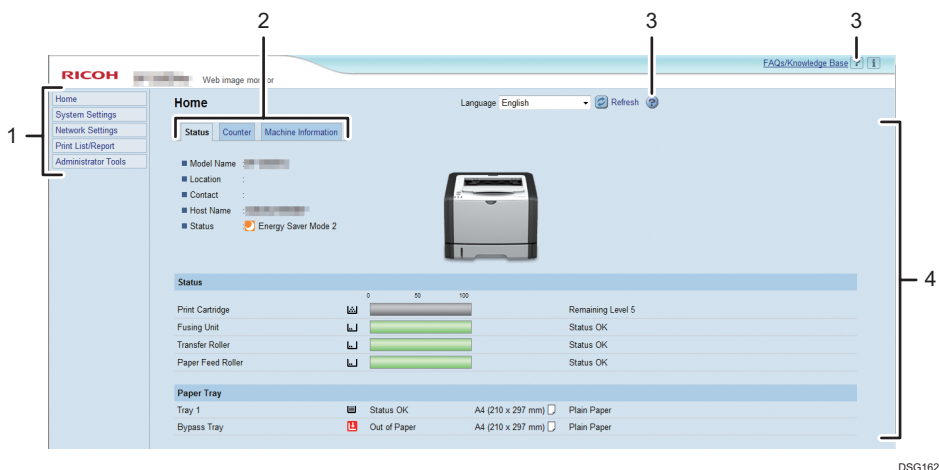 2 3 3
FAQs/Knowledge Base ? i
RICOH Web image monitor
1
Home
System Settings
Network Settings
Print List/Report
Administrator Tools
Home Language English Refresh ?
Status Counter Machine Information
Model Name :
Location :
Contact :
Host Name :
Status : Energy Saver Mode 2
4
Status
0 50 100
Print Cartridge Remaining Level 5
Fusing Unit Status OK
Transfer Roller Status OK
Paper Feed Roller Status OK
Paper Tray
Tray 1 Status OK A4 (210 x 297 mm) Plain Paper
Bypass Tray Out of Paper A4 (210 x 297 mm) Plain Paper
DSG162